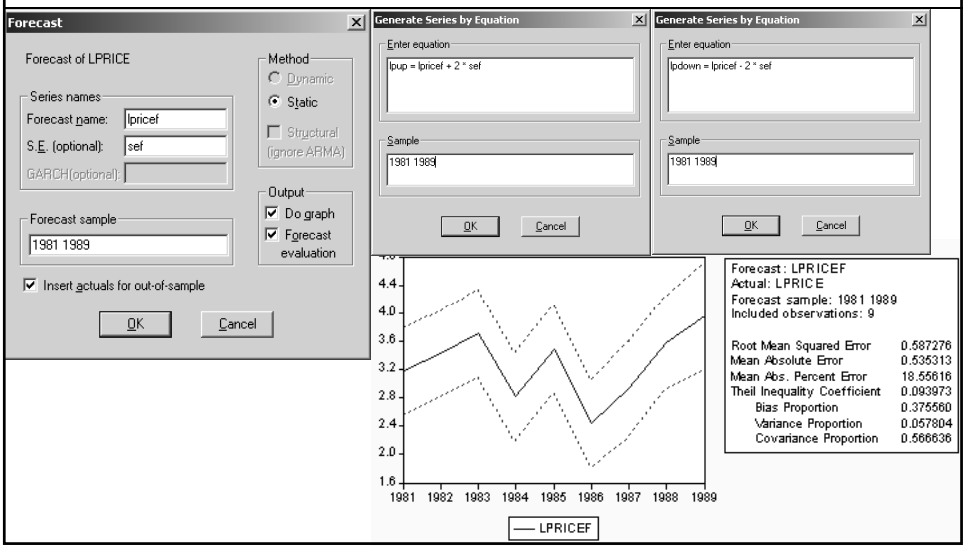 Forecast
Forecast of LPRICE
Series names
Forecast name: lpricef
S.E. (optional): sef
GARCH(optional):
Forecast sample
1981 1989
Insert actuals for out-of-sample
OK Cancel
Method
Dynamic
Static
Structural
(ignore ARMA)
Output
Do graph
Forecast
evaluation
Generate Series by Equation
Enter equation
lpup = lpricef + 2 * sef
Sample
1981 1989
OK Cancel
Generate Series by Equation
Enter equation
lpdown = lpricef - 2 * sef
Sample
1981 1989
OK Cancel
4.4
4.0
3.6
3.2
2.8
2.4
2.0
1.6
1981 1982 1983 1984 1985 1986 1987 1988 1989
LPRICEF
Forecast: LPRICEF
Actual: LPRICE
Forecast sample: 1981 1989
Included observations: 9
Root Mean Squared Error 0.587276
Mean Absolute Error 0.535313
Mean Abs. Percent Error 18.55616
Theil Inequality Coefficient 0.093973
Bias Proportion 0.375560
Variance Proportion 0.057804
Covariance Proportion 0.566636